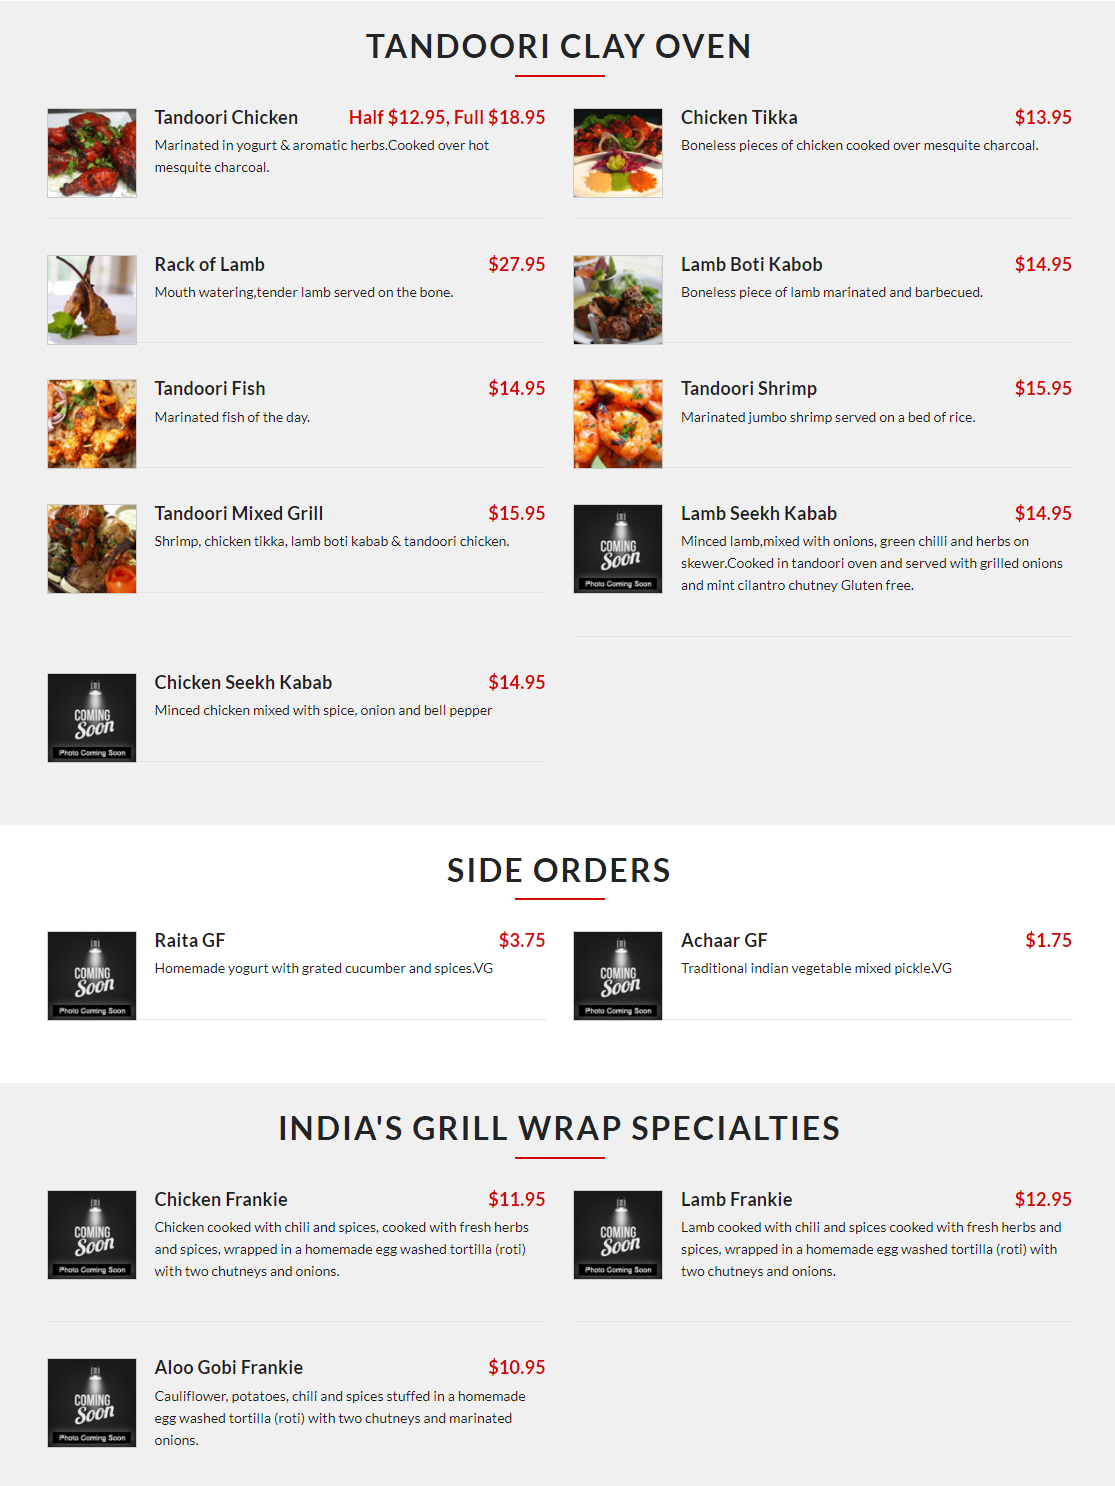 TANDOORI CLAY OVEN
Tandoori Chicken Half $12.95, Full $18.95
Marinated in yogurt & aromatic herbs.Cooked over hot
mesquite charcoal.
Chicken Tikka $13.95
Boneless pieces of chicken cooked over mesquite charcoal.
Rack of Lamb $27.95
Mouth watering,tender lamb served on the bone.
Lamb Boti Kabob $14.95
Boneless piece of lamb marinated and barbecued.
Tandoori Fish $14.95
Marinated fish of the day.
Tandoori Shrimp $15.95
Marinated jumbo shrimp served on a bed of rice.
Tandoori Mixed Grill $15.95
Shrimp, chicken tikka, lamb boti kabab & tandoori chicken.
COMING
Soon
Photo Coming Soon
Lamb Seekh Kabab $14.95
Minced lamb,mixed with onions, green chilli and herbs on
skewer.Cooked in tandoori oven and served with grilled onions
and mint cilantro chutney Gluten free.
COMING
Soon
Photo Coming Soon
Chicken Seekh Kabab $14.95
Minced chicken mixed with spice, onion and bell pepper
SIDE ORDERS
COMING
Soon
Photo Coming Soon
Raita GF $3.75
Homemade yogurt with grated cucumber and spices.VG
COMING
Soon
Photo Coming Soon
Achaar GF $1.75
Traditional indian vegetable mixed pickle.VG
INDIA'S GRILL WRAP SPECIALTIES
COMING
Soon
Photo Coming Soon
Chicken Frankie $11.95
Chicken cooked with chili and spices, cooked with fresh herbs
and spices, wrapped in a homemade egg washed tortilla (roti)
with two chutneys and onions.
COMING
Soon
Photo Coming Soon
Lamb Frankie $12.95
Lamb cooked with chili and spices cooked with fresh herbs and
spices, wrapped in a homemade egg washed tortilla (roti) with
two chutneys and onions.
COMING
Soon
Photo Coming Soon
Aloo Gobi Frankie $10.95
Cauliflower, potatoes, chili and spices stuffed in a homemade
egg washed tortilla (roti) with two chutneys and marinated
onions.